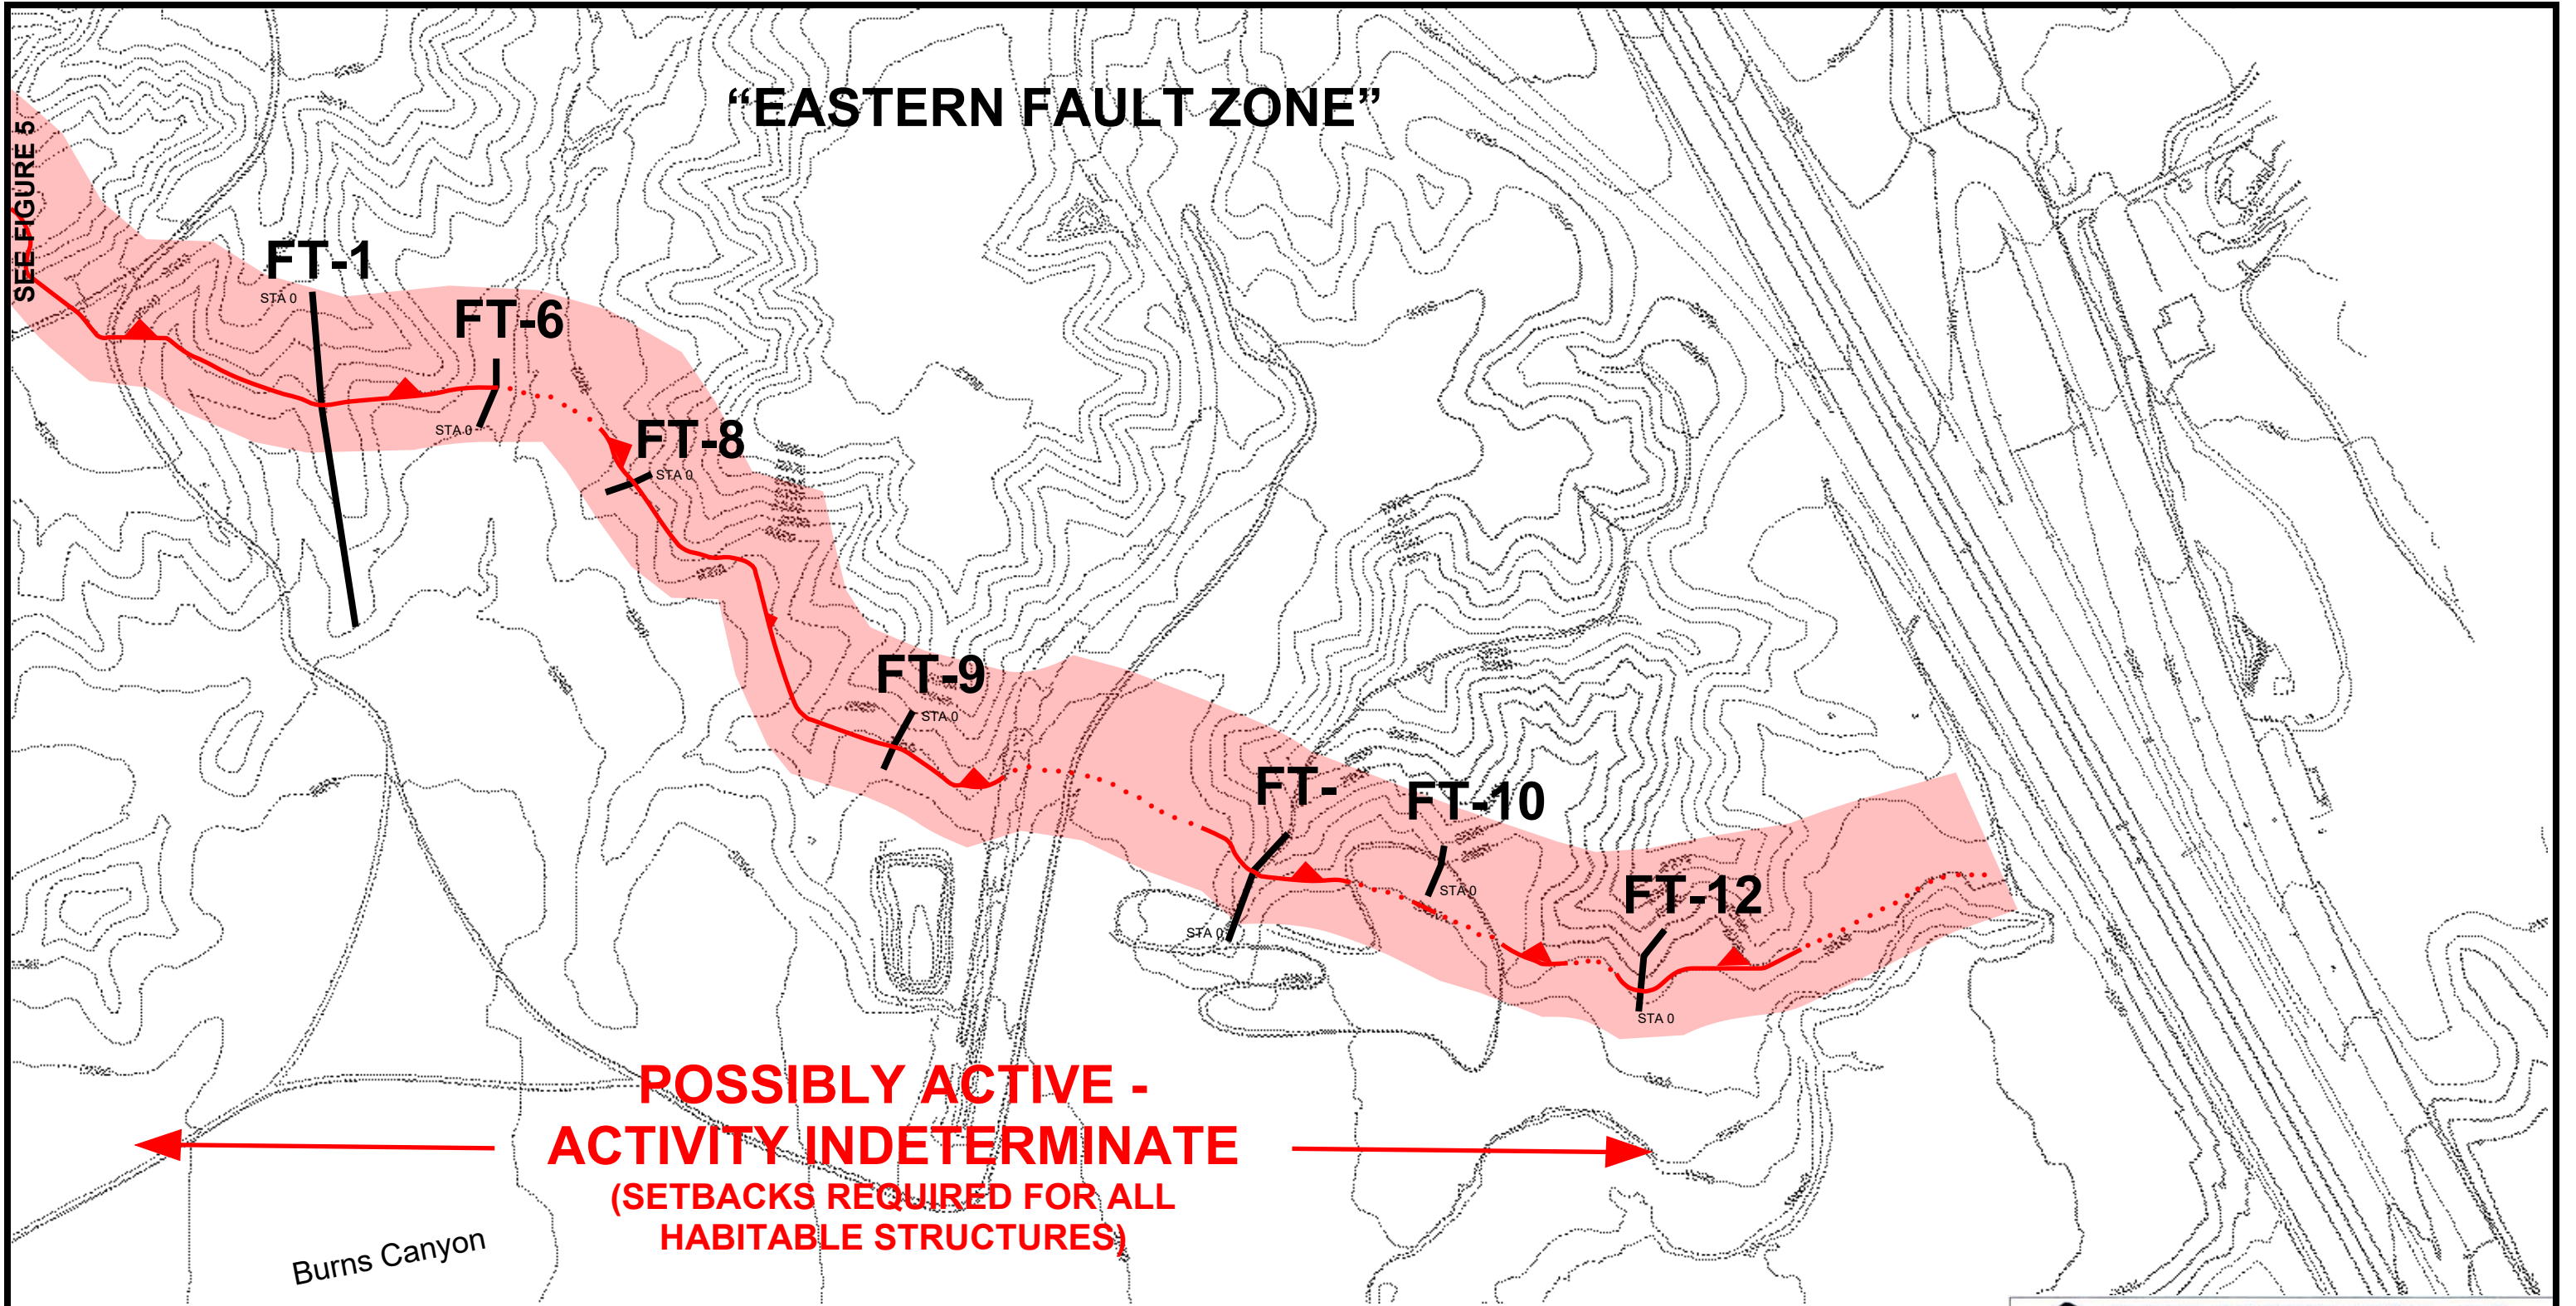 “EASTERN FAULT ZONE”
SEE FIGURE 5
FT-1
STA 0
FT-6
STA 0
FT-8
STA 0
FT-9
STA 0
FT-
STA 0
FT-10
STA 0
FT-12
STA 0
POSSIBLY ACTIVE -
ACTIVITY INDETERMINATE
(SETBACKS REQUIRED FOR ALL
HABITABLE STRUCTURES)
Burns Canyon